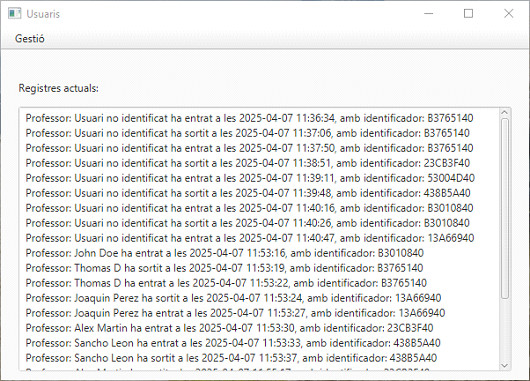 Usuaris
Gestió
Registres actuals:
Professor: Usuari no identificat ha entrat a les 2025-04-07 11:36:34, amb identificador: B3765140
Professor: Usuari no identificat ha sortit a les 2025-04-07 11:37:06, amb identificador: B3765140
Professor: Usuari no identificat ha entrat a les 2025-04-07 11:37:50, amb identificador: B3765140
Professor: Usuari no identificat ha sortit a les 2025-04-07 11:38:51, amb identificador: 23CB3F40
Professor: Usuari no identificat ha entrat a les 2025-04-07 11:39:11, amb identificador: 53004D40
Professor: Usuari no identificat ha sortit a les 2025-04-07 11:39:48, amb identificador: 438B5A40
Professor: Usuari no identificat ha entrat a les 2025-04-07 11:40:16, amb identificador: B3010840
Professor: Usuari no identificat ha sortit a les 2025-04-07 11:40:26, amb identificador: B3010840
Professor: Usuari no identificat ha entrat a les 2025-04-07 11:40:47, amb identificador: 13A66940
Professor: John Doe ha entrat a les 2025-04-07 11:53:16, amb identificador: B3010840
Professor: Thomas D ha sortit a les 2025-04-07 11:53:19, amb identificador: B3765140
Professor: Thomas D ha entrat a les 2025-04-07 11:53:22, amb identificador: B3765140
Professor: Joaquin Perez ha sortit a les 2025-04-07 11:53:24, amb identificador: 13A66940
Professor: Joaquin Perez ha entrat a les 2025-04-07 11:53:27, amb identificador: 13A66940
Professor: Alex Martin ha entrat a les 2025-04-07 11:53:30, amb identificador: 23CB3F40
Professor: Sancho Leon ha entrat a les 2025-04-07 11:53:33, amb identificador: 438B5A40
Professor: Sancho Leon ha sortit a les 2025-04-07 11:53:37, amb identificador: 438B5A40